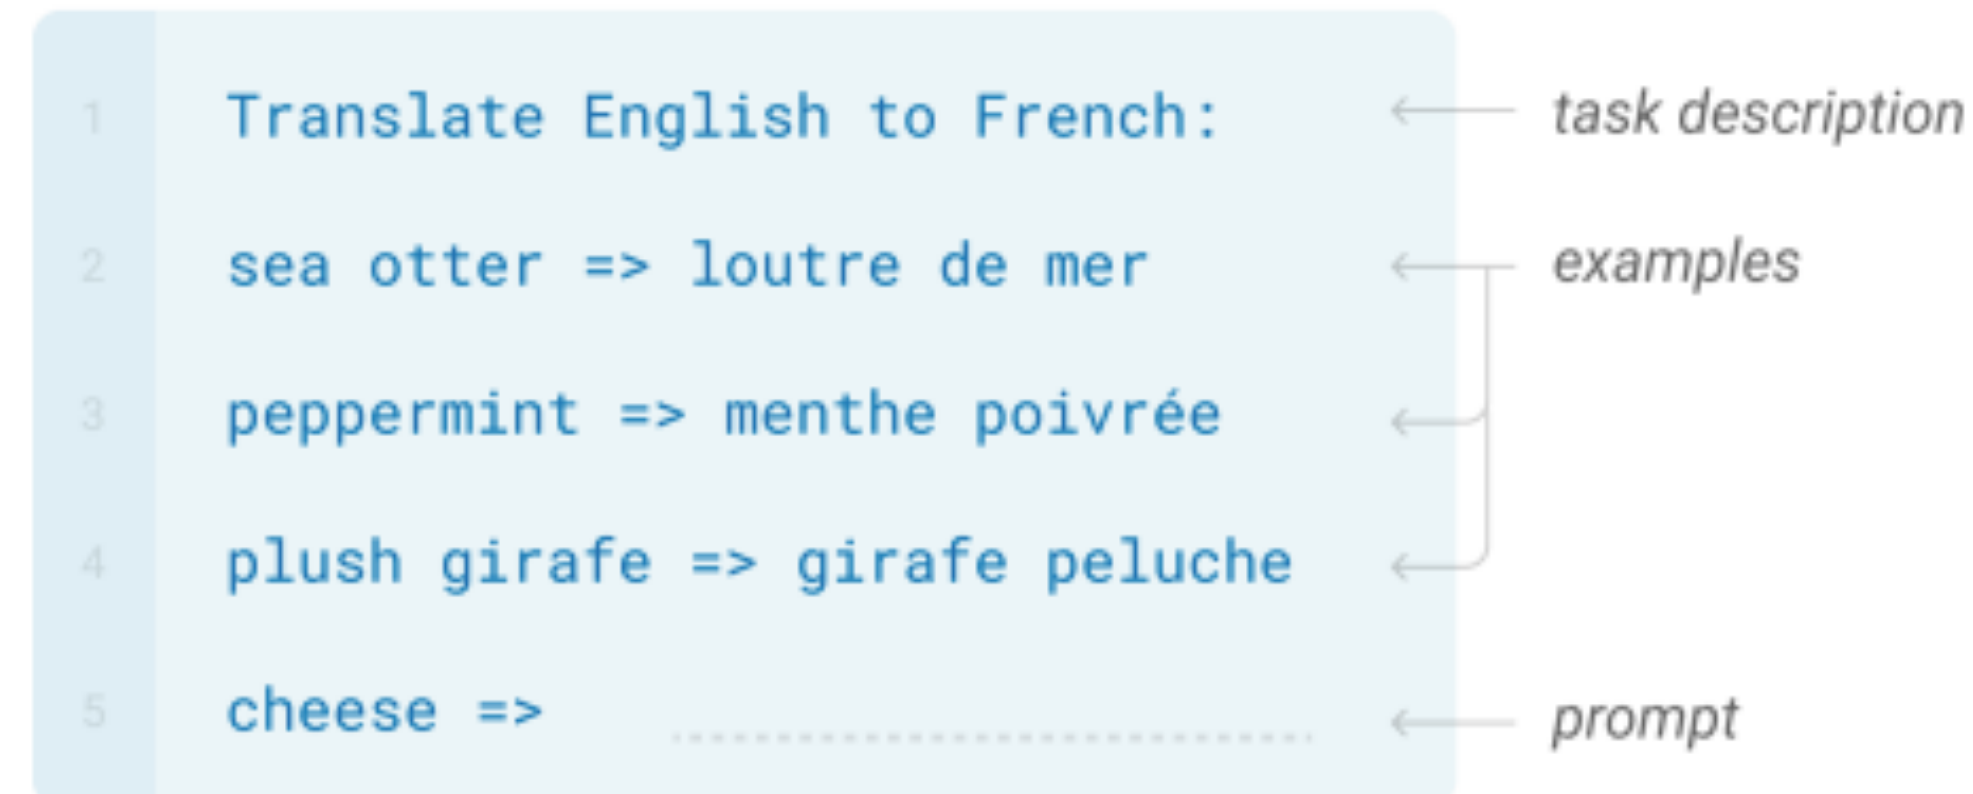 1 Translate English to French: task description
2 sea otter => loutre de mer examples
3 peppermint => menthe poivrée
4 plush girafe => girafe peluche
5 cheese => prompt